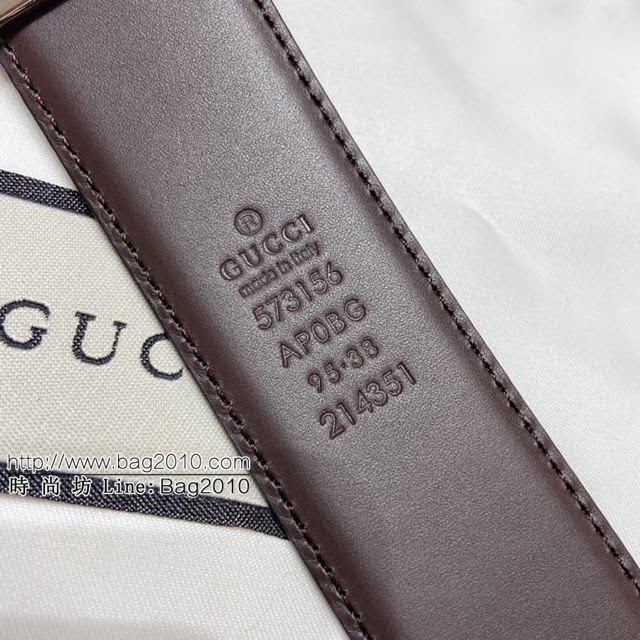 ®
GUCCI
made in italy
573156
AP0BG
95·38
214351
GUC
http://www.bag2010.com
時尚坊 Line: Bag2010